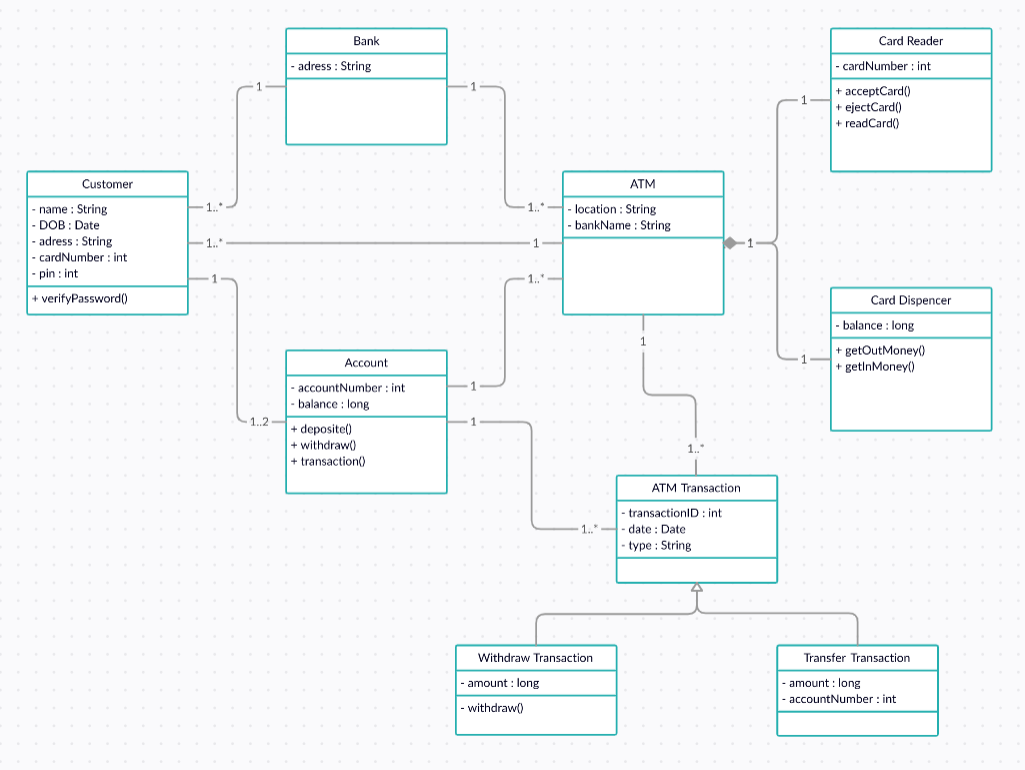 Bank
- adress : String
1
1
Card Reader
- cardNumber : int
+ acceptCard()
+ ejectCard()
+ readCard()
1
Customer
- name : String
- DOB : Date
- adress : String
- cardNumber : int
- pin : int
+ verifyPassword()
1..*
1..*
1
ATM
- location : String
- bankName : String
1..*
1
1..*
1
1
Card Dispencer
- balance : long
+ getOutMoney()
+ getInMoney()
1
Account
- accountNumber : int
- balance : long
+ deposite()
+ withdraw()
+ transaction()
1..2
1
1
1..*
1..*
ATM Transaction
- transactionID : int
- date : Date
- type : String
Withdraw Transaction
- amount : long
- withdraw()
Transfer Transaction
- amount : long
- accountNumber : int